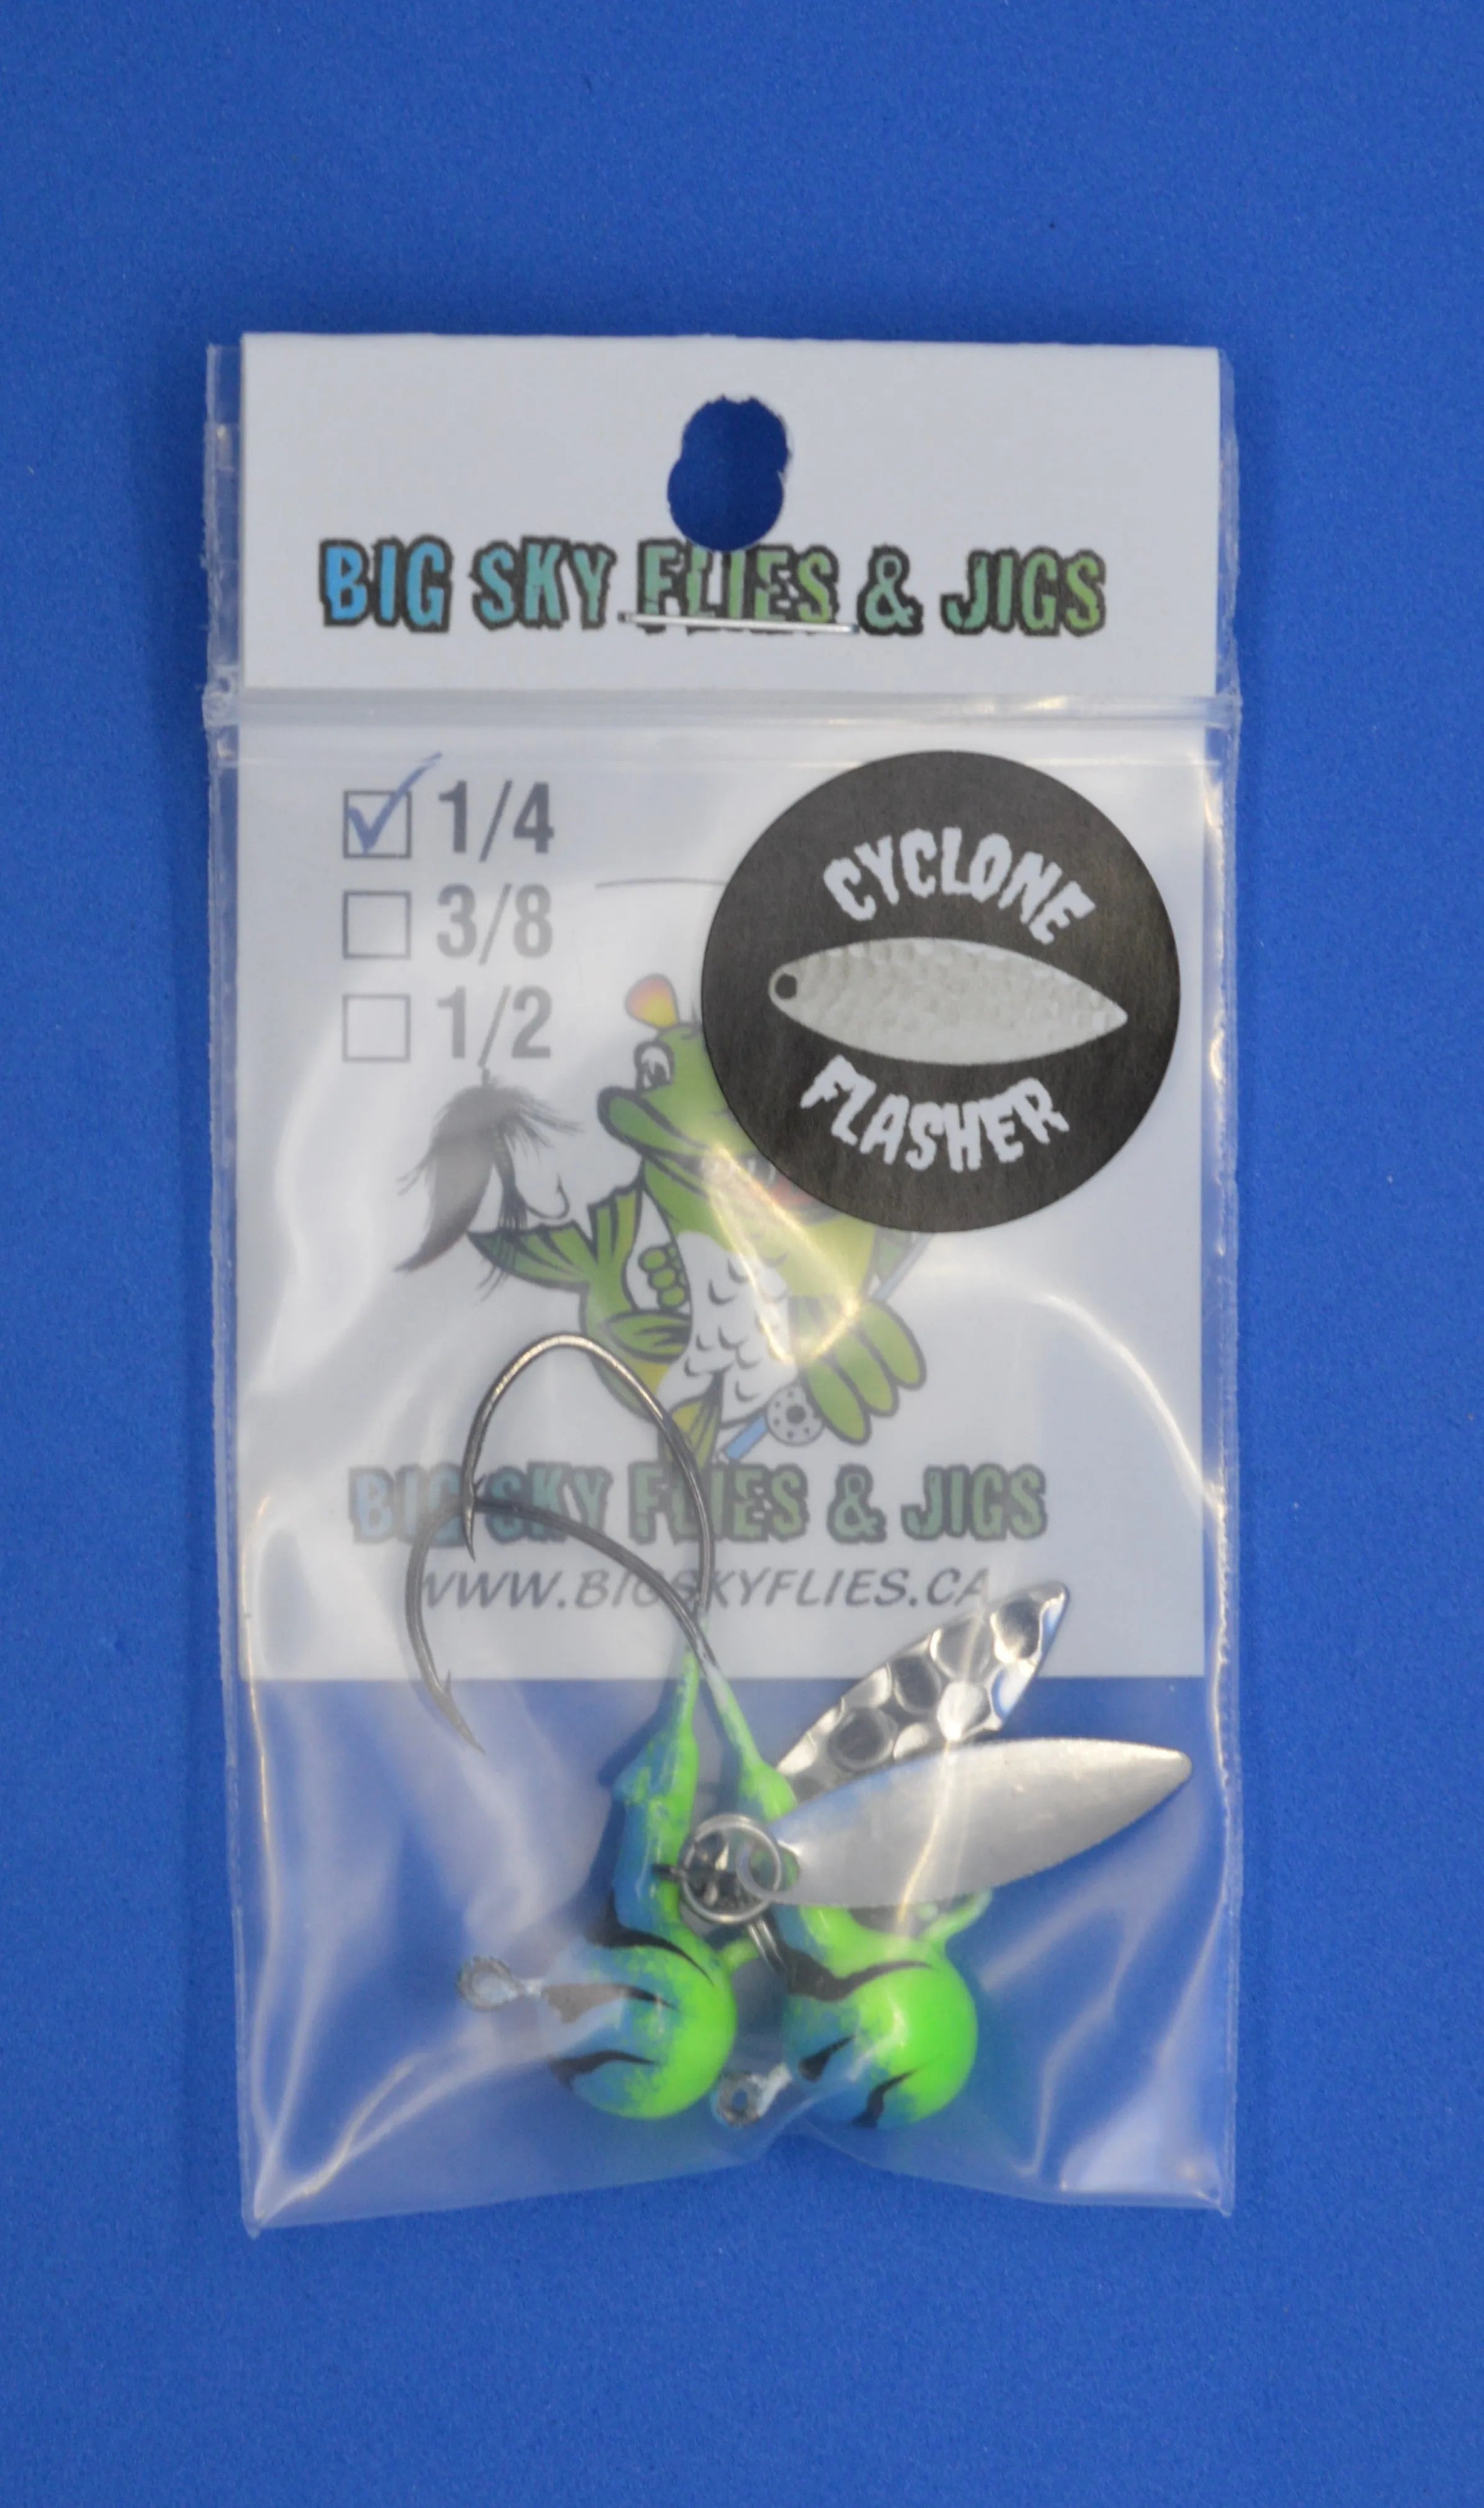 BIG SKY FLIES & JIGS
1/4
3/8
1/2
CYCLONE
FLASHER
BIG SKY FLIES & JIGS
WWW.BIGSKYFLIES.CA